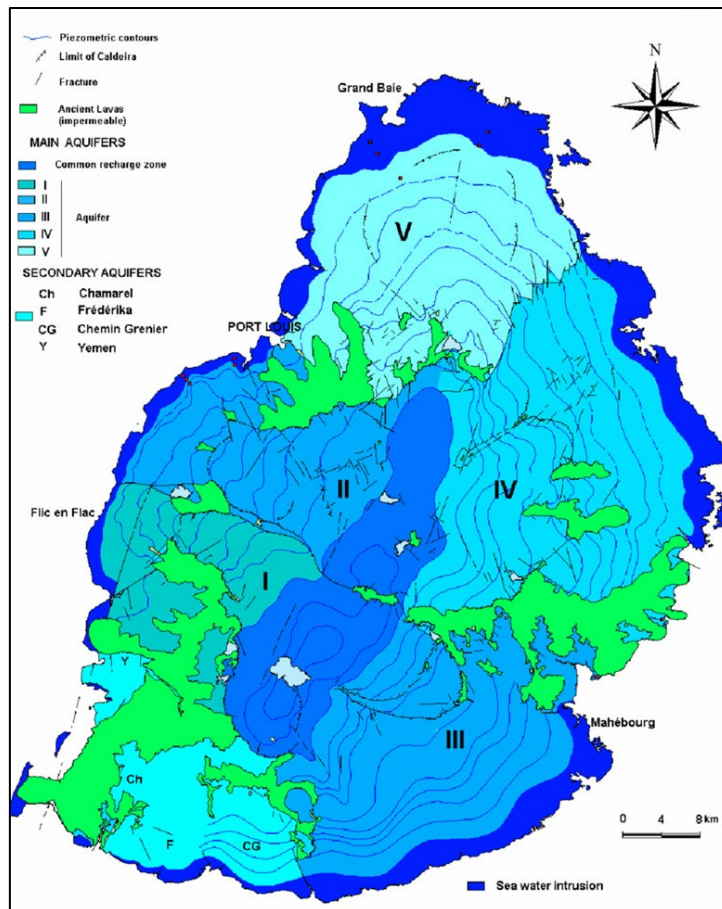 Piezometric contours
Limit of Caldeira
Fracture
Ancient Lavas
(impermeable)
MAIN AQUIFERS
Common recharge zone
I
II
III
IV
V
Aquifer
SECONDARY AQUIFERS
Ch Chamarel
F Frédérika
CG Chemin Grenier
Y Yemen
N
Grand Baie
V
PORT LOUIS
II
IV
Flic en Flac
I
Y
Mahébourg
III
Ch
F
CG
0 4 8 km
Sea water intrusion